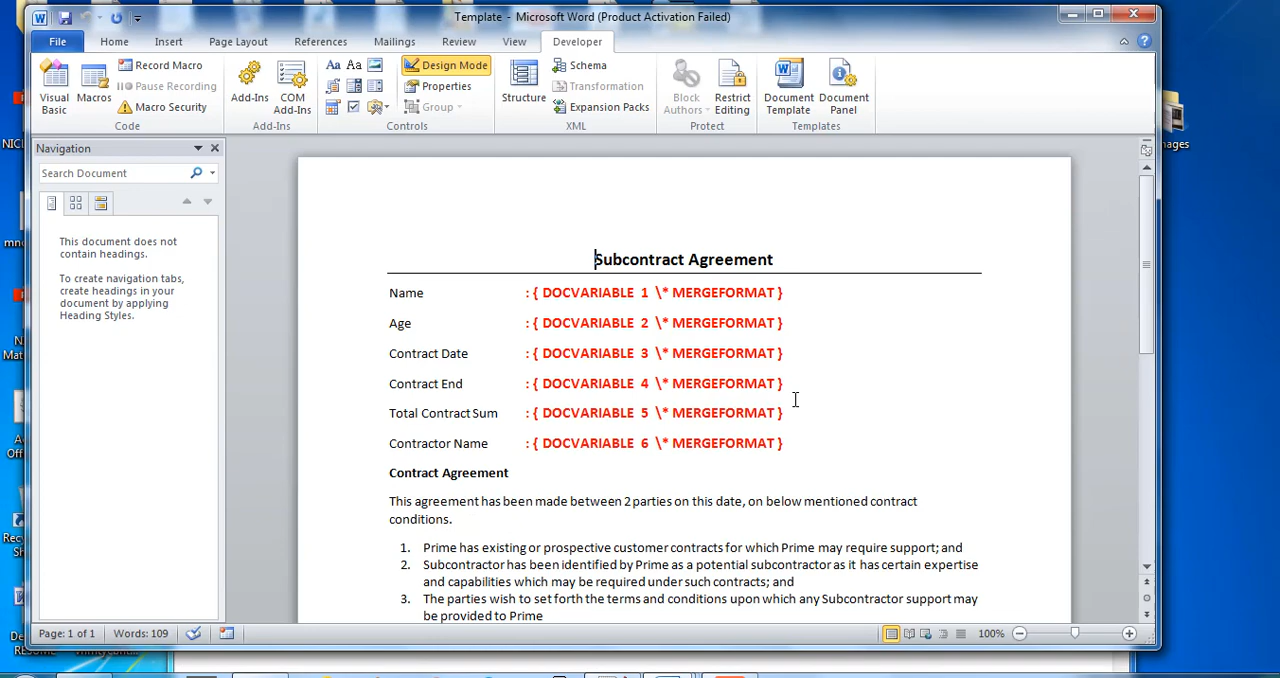 Template - Microsoft Word (Product Activation Failed)
File Home Insert Page Layout References Mailings Review View Developer
Visual Basic
Macros
Record Macro
Pause Recording
Macro Security
Code
Add-Ins
COM Add-Ins
Add-Ins
Aa Aa
Design Mode
Properties
Group
Controls
Structure
Schema
Transformation
Expansion Packs
XML
Block Authors
Restrict Editing
Protect
Document Template
Document Panel
Templates
Navigation
Search Document
This document does not
contain headings.
To create navigation tabs,
create headings in your
document by applying
Heading Styles.
Subcontract Agreement
Name : { DOCVARIABLE 1 \* MERGEFORMAT }
Age : { DOCVARIABLE 2 \* MERGEFORMAT }
Contract Date : { DOCVARIABLE 3 \* MERGEFORMAT }
Contract End : { DOCVARIABLE 4 \* MERGEFORMAT }
Total Contract Sum : { DOCVARIABLE 5 \* MERGEFORMAT }
Contractor Name : { DOCVARIABLE 6 \* MERGEFORMAT }
Contract Agreement
This agreement has been made between 2 parties on this date, on below mentioned contract
conditions.
1. Prime has existing or prospective customer contracts for which Prime may require support; and
2. Subcontractor has been identified by Prime as a potential subcontractor as it has certain expertise
and capabilities which may be required under such contracts; and
3. The parties wish to set forth the terms and conditions upon which any Subcontractor support may
be provided to Prime
Page: 1 of 1 Words: 109 100%